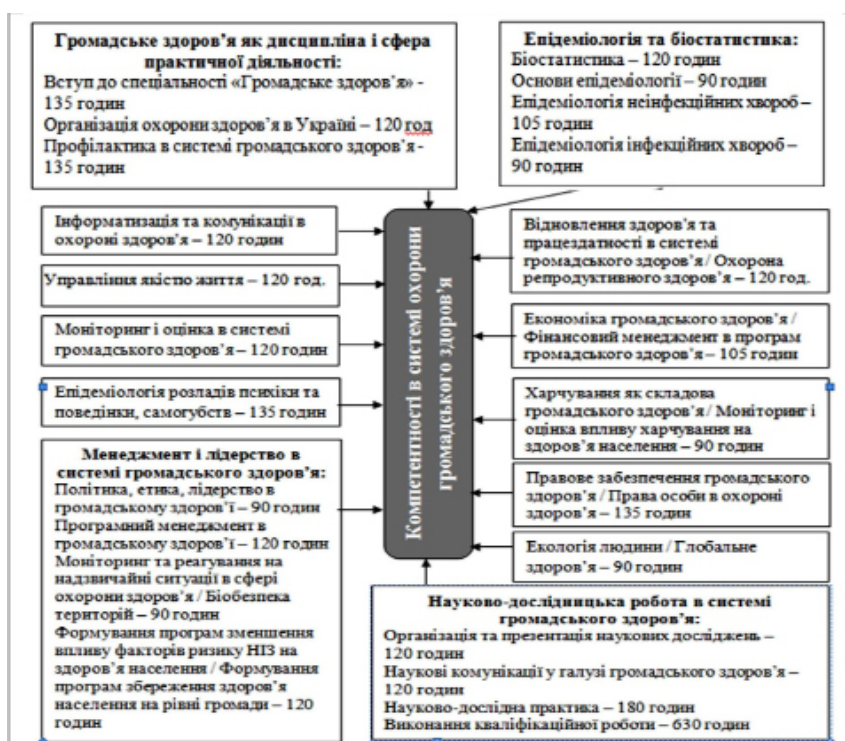 Громадське здоров’я як дисципліна і сфера
практичної діяльності:
Вступ до спеціальності «Громадське здоров’я» -
135 годин
Організація охорони здоров’я в Україні – 120 год
Профілактика в системі громадського здоров’я -
135 годин
Епідеміологія та біостатистика:
Біостатистика – 120 годин
Основи епідеміології – 90 годин
Епідеміологія неінфекційних хвороб –
105 годин
Епідеміологія інфекційних хвороб –
90 годин
Інформатизація та комунікації в
охороні здоров’я – 120 годин
Управління якістю життя – 120 год.
Моніторинг і оцінка в системі
громадського здоров’я – 120 годин
Епідеміологія розладів психіки та
поведінки, самогубств – 135 годин
Менеджмент і лідерство в
системі громадського здоров’я:
Політика, етика, лідерство в
громадському здоров’ї – 90 годин
Програмний менеджмент в
громадському здоров’ї – 120 годин
Моніторинг та реагування на
надзвичайні ситуації в сфері
охорони здоров’я / Біобезпека
територій – 90 годин
Формування програм зменшення
впливу факторів ризику НІЗ на
здоров’я населення / Формування
програм збереження здоров’я
населення на рівні громади – 120
годин
Компетентності в системі охорони
громадського здоров’я
Відновлення здоров’я та
працездатності в системі
громадського здоров’я / Охорона
репродуктивного здоров’я – 120 год.
Економіка громадського здоров’я /
Фінансовий менеджмент в програм
громадського здоров’я – 105 годин
Харчування як складова
громадського здоров’я / Моніторинг і
оцінка впливу харчування на
здоров’я населення – 90 годин
Правове забезпечення громадського
здоров’я / Права особи в охороні
здоров’я – 135 годин
Екологія людини / Глобальне
здоров’я – 90 годин
Науково-дослідницька робота в системі
громадського здоров’я:
Організація та презентація наукових досліджень –
120 годин
Наукові комунікації у галузі громадського здоров’я –
120 годин
Науково-дослідна практика – 180 годин
Виконання кваліфікаційної роботи – 630 годин